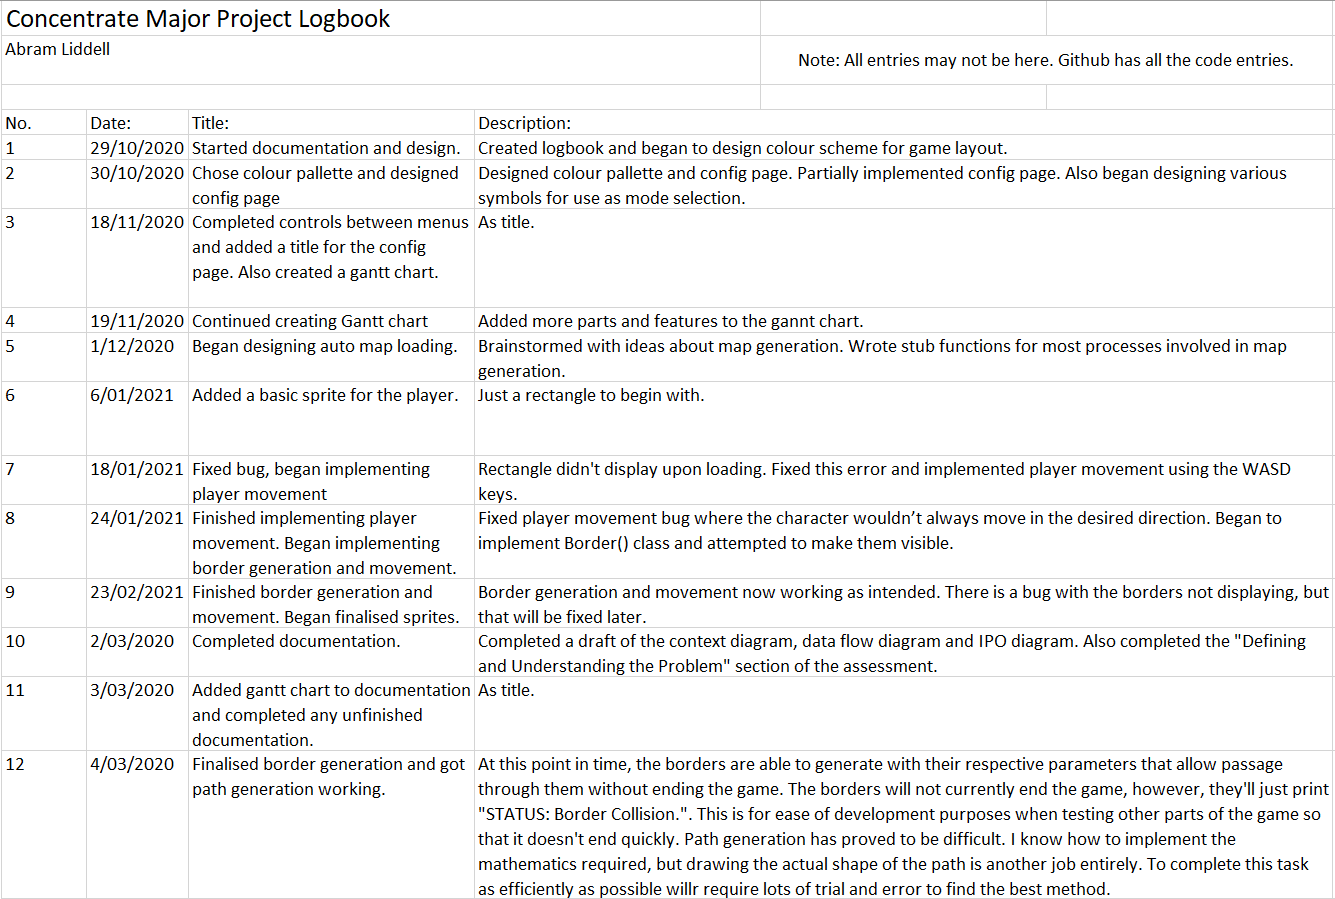 Concentrate Major Project Logbook
Abram Liddell
Note: All entries may not be here. Github has all the code entries.
No. Date: Title: Description:
1 29/10/2020 Started documentation and design. Created logbook and began to design colour scheme for game layout.
2 30/10/2020 Chose colour pallette and designed Designed colour pallette and config page. Partially implemented config page. Also began designing various
config page symbols for use as mode selection.
3 18/11/2020 Completed controls between menus As title.
and added a title for the config
page. Also created a gantt chart.
4 19/11/2020 Continued creating Gantt chart Added more parts and features to the gannt chart.
5 1/12/2020 Began designing auto map loading. Brainstormed with ideas about map generation. Wrote stub functions for most processes involved in map
generation.
6 6/01/2021 Added a basic sprite for the player. Just a rectangle to begin with.
7 18/01/2021 Fixed bug, began implementing Rectangle didn't display upon loading. Fixed this error and implemented player movement using the WASD
player movement keys.
8 24/01/2021 Finished implementing player Fixed player movement bug where the character wouldn’t always move in the desired direction. Began to
movement. Began implementing implement Border() class and attempted to make them visible.
border generation and movement.
9 23/02/2021 Finished border generation and Border generation and movement now working as intended. There is a bug with the borders not displaying, but
movement. Began finalised sprites. that will be fixed later.
10 2/03/2020 Completed documentation. Completed a draft of the context diagram, data flow diagram and IPO diagram. Also completed the "Defining
and Understanding the Problem" section of the assessment.
11 3/03/2020 Added gantt chart to documentation As title.
and completed any unfinished
documentation.
12 4/03/2020 Finalised border generation and got At this point in time, the borders are able to generate with their respective parameters that allow passage
path generation working. through them without ending the game. The borders will not currently end the game, however, they'll just print
"STATUS: Border Collision.". This is for ease of development purposes when testing other parts of the game so
that it doesn't end quickly. Path generation has proved to be difficult. I know how to implement the
mathematics required, but drawing the actual shape of the path is another job entirely. To complete this task
as efficiently as possible willr require lots of trial and error to find the best method.